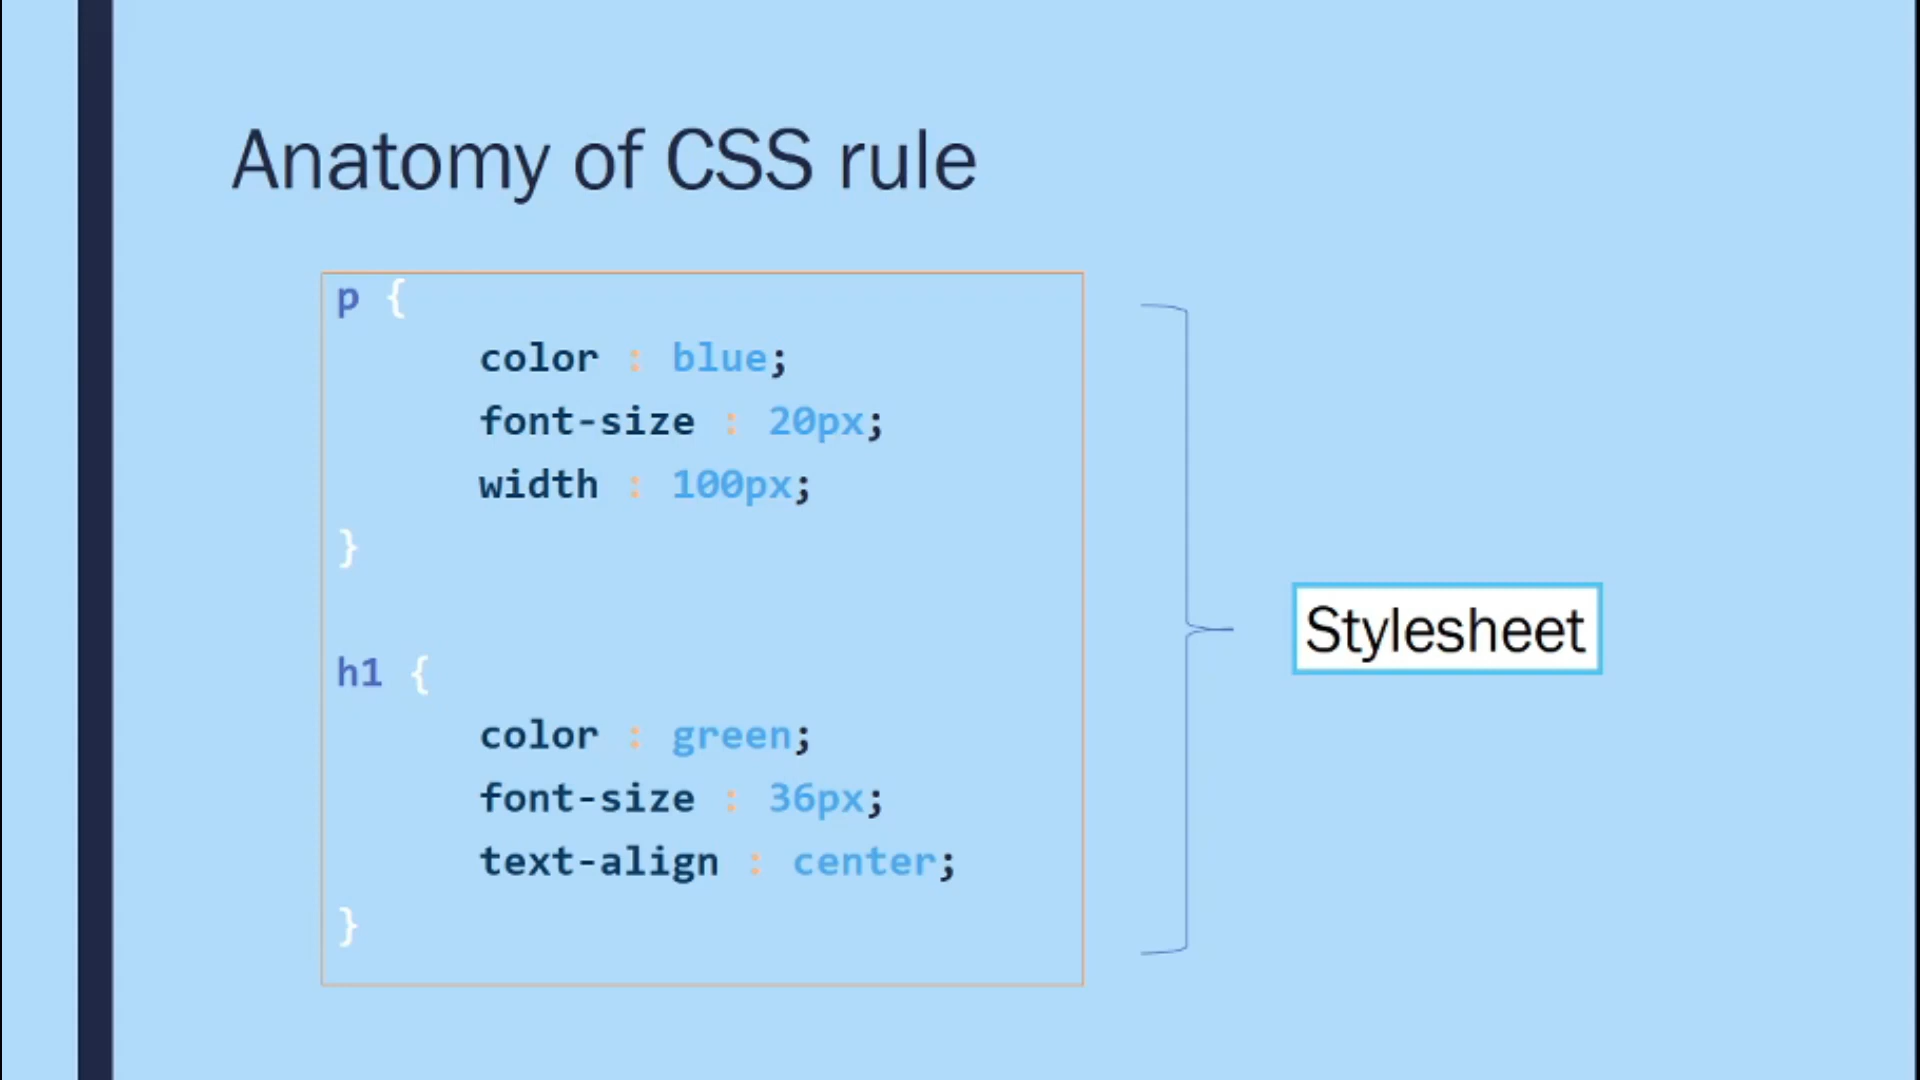 Anatomy of CSS rule
p {
color : blue;
font-size : 20px;
width : 100px;
}
h1 {
color : green;
font-size : 36px;
text-align : center;
}
Stylesheet